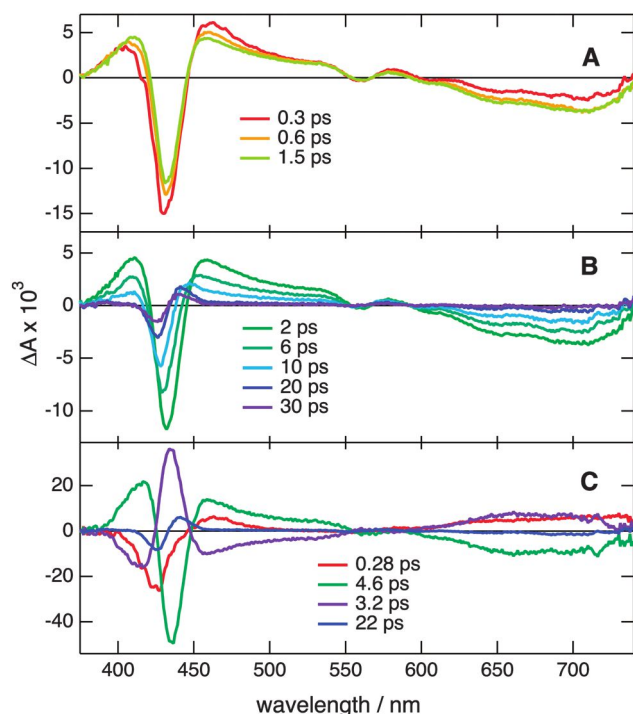 5
0
-5
-10
-15
A
0.3 ps
0.6 ps
1.5 ps
5
0
-5
-10
B
2 ps
6 ps
10 ps
20 ps
30 ps
ΔA x 10³
20
0
-20
-40
C
0.28 ps
4.6 ps
3.2 ps
22 ps
400 450 500 550 600 650 700
wavelength / nm